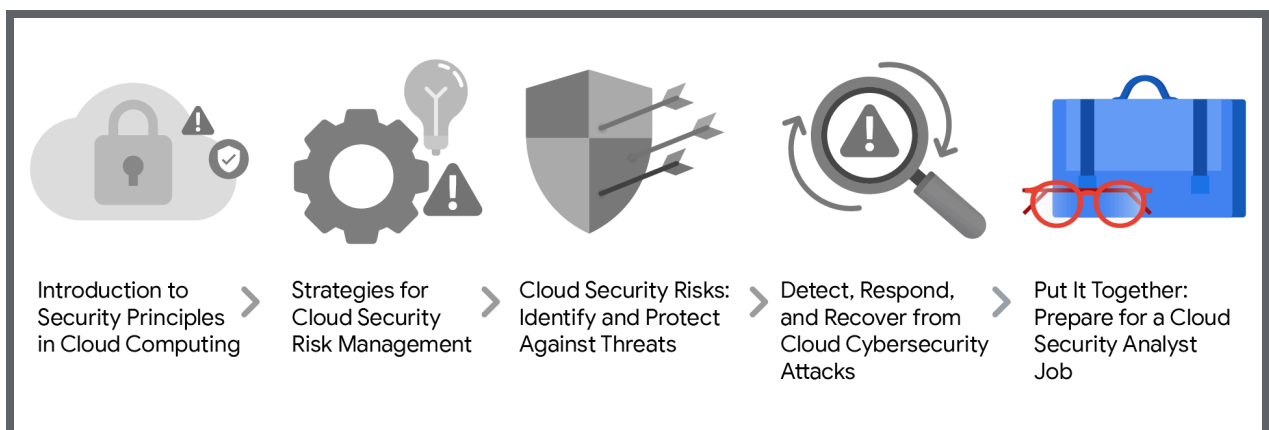 Introduction to
Security Principles
in Cloud Computing
Strategies for
Cloud Security
Risk Management
Cloud Security Risks:
Identify and Protect
Against Threats
Detect, Respond,
and Recover from
Cloud Cybersecurity
Attacks
Put It Together:
Prepare for a Cloud
Security Analyst
Job